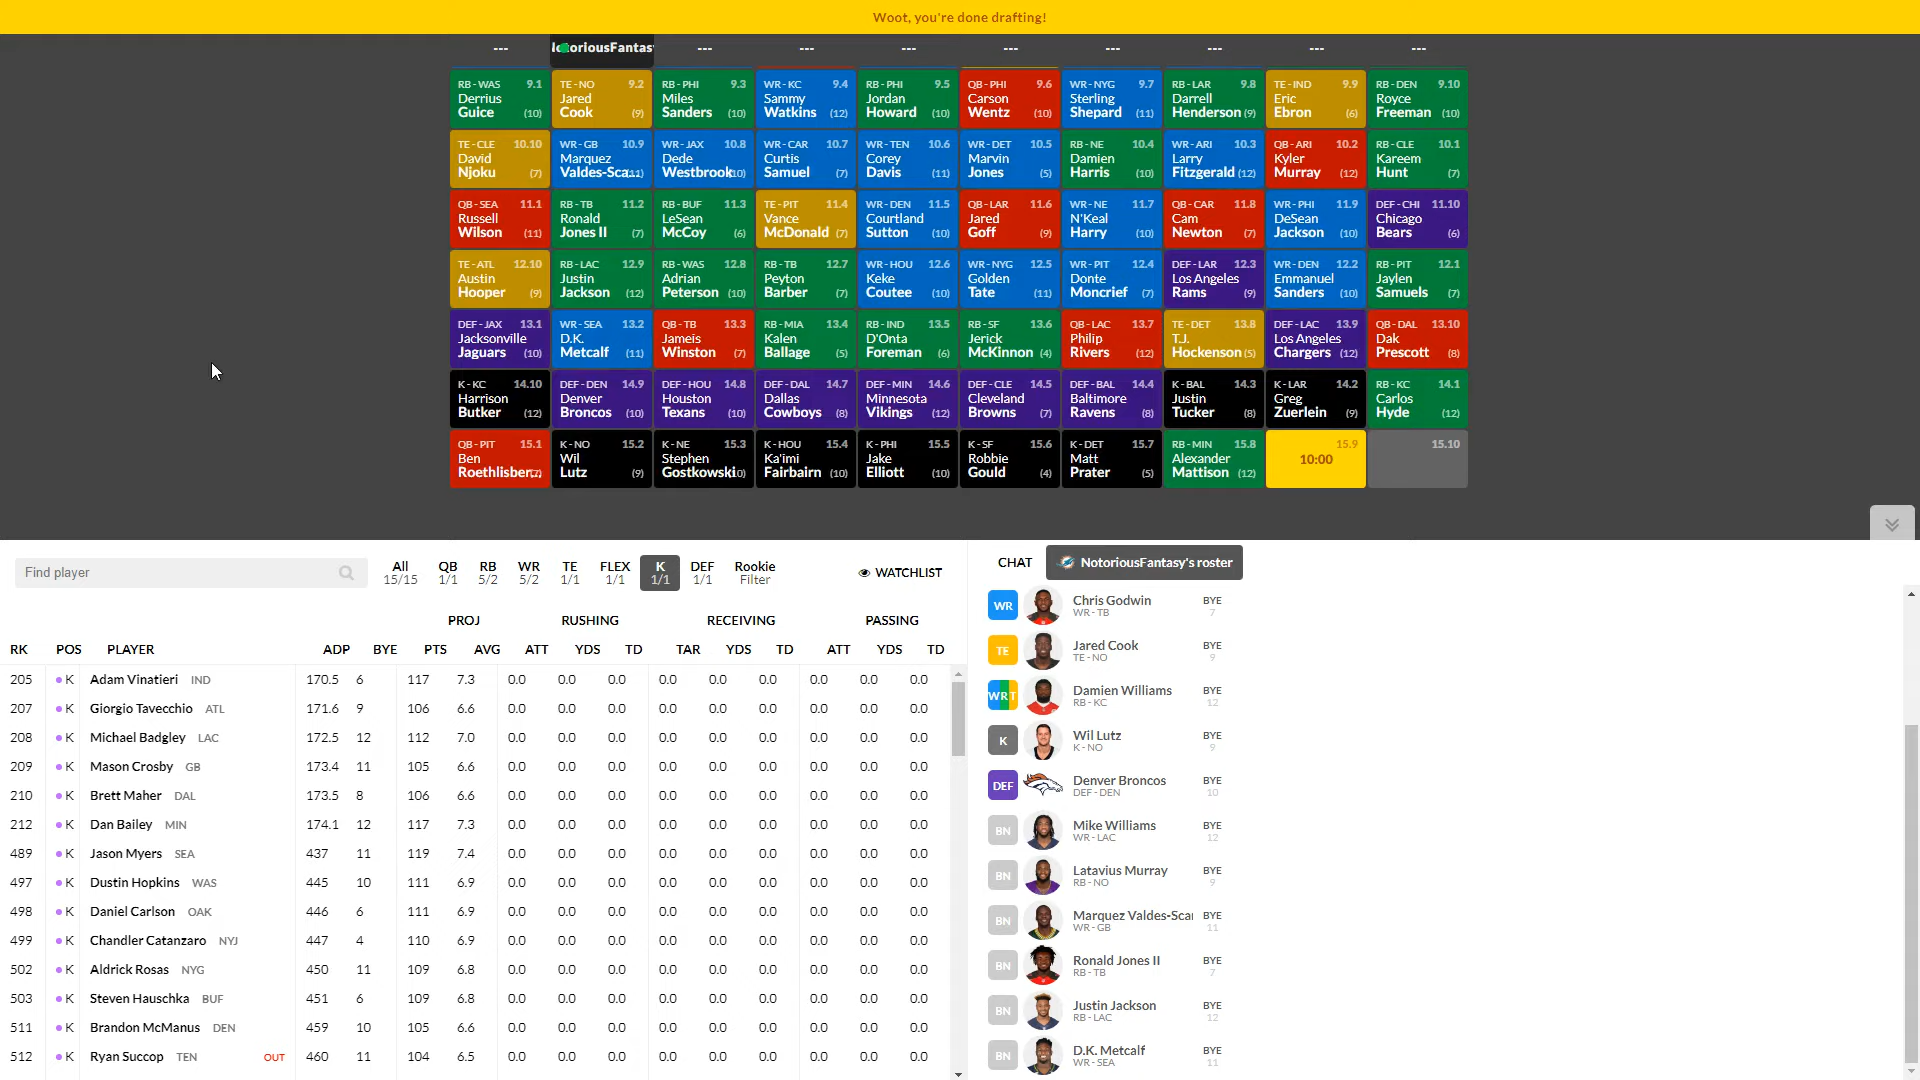 Woot, you're done drafting!
--- toriousFantas --- --- --- --- --- --- --- ---
RB - WAS 9.1 TE - NO 9.2 RB - PHI 9.3 WR - KC 9.4 RB - PHI 9.5 QB - PHI 9.6 WR - NYG 9.7 RB - LAR 9.8 TE - IND 9.9 RB - DEN 9.10
Derrius Jared Miles Sammy Jordan Carson Sterling Darrell Eric Royce
Guice (10) Cook (9) Sanders (10) Watkins (12) Howard (10) Wentz (10) Shepard (11) Henderson (9) Ebron (6) Freeman (10)
TE - CLE 10.10 WR - GB 10.9 WR - JAX 10.8 WR - CAR 10.7 WR - TEN 10.6 WR - DET 10.5 RB - NE 10.4 WR - ARI 10.3 QB - ARI 10.2 RB - CLE 10.1
David Marquez Dede Curtis Corey Marvin Damien Larry Kyler Kareem
Njoku (7) Valdes-Sca... 11) Westbrook 10) Samuel (7) Davis (11) Jones (5) Harris (10) Fitzgerald (12) Murray (12) Hunt (7)
QB - SEA 11.1 RB - TB 11.2 RB - BUF 11.3 TE - PIT 11.4 WR - DEN 11.5 QB - LAR 11.6 WR - NE 11.7 QB - CAR 11.8 WR - PHI 11.9 DEF - CHI 11.10
Russell Ronald LeSean Vance Courtland Jared N'Keal Cam DeSean Chicago
Wilson (11) Jones II (7) McCoy (6) McDonald (7) Sutton (10) Goff (9) Harry (10) Newton (7) Jackson (10) Bears (6)
TE - ATL 12.10 RB - LAC 12.9 RB - WAS 12.8 RB - TB 12.7 WR - HOU 12.6 WR - NYG 12.5 WR - PIT 12.4 DEF - LAR 12.3 WR - DEN 12.2 RB - PIT 12.1
Austin Justin Adrian Peyton Keke Golden Donte Los Angeles Emmanuel Jaylen
Hooper (9) Jackson (12) Peterson (10) Barber (7) Coutee (10) Tate (11) Moncrief (7) Rams (9) Sanders (10) Samuels (7)
DEF - JAX 13.1 WR - SEA 13.2 QB - TB 13.3 RB - MIA 13.4 RB - IND 13.5 RB - SF 13.6 QB - LAC 13.7 TE - DET 13.8 DEF - LAC 13.9 QB - DAL 13.10
Jacksonville D.K. Jameis Kalen D'Onta Jerick Philip T.J. Los Angeles Dak
Jaguars (10) Metcalf (11) Winston (7) Ballage (5) Foreman (6) McKinnon (4) Rivers (12) Hockenson (5) Chargers (12) Prescott (8)
K - KC 14.10 DEF - DEN 14.9 DEF - HOU 14.8 DEF - DAL 14.7 DEF - MIN 14.6 DEF - CLE 14.5 DEF - BAL 14.4 K - BAL 14.3 K - LAR 14.2 RB - KC 14.1
Harrison Denver Houston Dallas Minnesota Cleveland Baltimore Justin Greg Carlos
Butker (12) Broncos (10) Texans (10) Cowboys (8) Vikings (12) Browns (7) Ravens (8) Tucker (8) Zuerlein (9) Hyde (12)
QB - PIT 15.1 K - NO 15.2 K - NE 15.3 K - HOU 15.4 K - PHI 15.5 K - SF 15.6 K - DET 15.7 RB - MIN 15.8 15.9 15.10
Ben Wil Stephen Ka'imi Jake Robbie Matt Alexander 10:00
Roethlisber... Lutz (9) Gostkowski Fairbairn (10) Elliott (10) Gould (4) Prater (5) Mattison (12)
Find player All QB RB WR TE FLEX K DEF Rookie WATCHLIST
15/15 1/1 5/2 5/2 1/1 1/1 1/1 1/1 Filter
PROJ RUSHING RECEIVING PASSING
RK POS PLAYER ADP BYE PTS AVG ATT YDS TD TAR YDS TD ATT YDS TD
205 K Adam Vinatieri IND 170.5 6 117 7.3 0.0 0.0 0.0 0.0 0.0 0.0 0.0 0.0 0.0
207 K Giorgio Tavecchio ATL 171.6 9 106 6.6 0.0 0.0 0.0 0.0 0.0 0.0 0.0 0.0 0.0
208 K Michael Badgley LAC 172.5 12 112 7.0 0.0 0.0 0.0 0.0 0.0 0.0 0.0 0.0 0.0
209 K Mason Crosby GB 173.4 11 105 6.6 0.0 0.0 0.0 0.0 0.0 0.0 0.0 0.0 0.0
210 K Brett Maher DAL 173.5 8 106 6.6 0.0 0.0 0.0 0.0 0.0 0.0 0.0 0.0 0.0
212 K Dan Bailey MIN 174.1 12 117 7.3 0.0 0.0 0.0 0.0 0.0 0.0 0.0 0.0 0.0
489 K Jason Myers SEA 437 11 119 7.4 0.0 0.0 0.0 0.0 0.0 0.0 0.0 0.0 0.0
497 K Dustin Hopkins WAS 445 10 111 6.9 0.0 0.0 0.0 0.0 0.0 0.0 0.0 0.0 0.0
498 K Daniel Carlson OAK 446 6 111 6.9 0.0 0.0 0.0 0.0 0.0 0.0 0.0 0.0 0.0
499 K Chandler Catanzaro NYJ 447 4 110 6.9 0.0 0.0 0.0 0.0 0.0 0.0 0.0 0.0 0.0
502 K Aldrick Rosas NYG 450 11 109 6.8 0.0 0.0 0.0 0.0 0.0 0.0 0.0 0.0 0.0
503 K Steven Hauschka BUF 451 6 109 6.8 0.0 0.0 0.0 0.0 0.0 0.0 0.0 0.0 0.0
511 K Brandon McManus DEN 459 10 105 6.6 0.0 0.0 0.0 0.0 0.0 0.0 0.0 0.0 0.0
512 K Ryan Succop TEN OUT 460 11 104 6.5 0.0 0.0 0.0 0.0 0.0 0.0 0.0 0.0 0.0
CHAT NotoriousFantasy's roster
WR Chris Godwin BYE
WR - TB 7
TE Jared Cook BYE
TE - NO 9
WRT Damien Williams BYE
RB - KC 12
K Wil Lutz BYE
K - NO 9
DEF Denver Broncos BYE
DEF - DEN 10
BN Mike Williams BYE
WR - LAC 12
BN Latavius Murray BYE
RB - NO 9
BN Marquez Valdes-Scar BYE
WR - GB 11
BN Ronald Jones II BYE
RB - TB 7
BN Justin Jackson BYE
RB - LAC 12
BN D.K. Metcalf BYE
WR - SEA 11